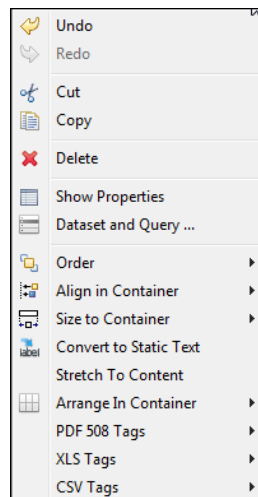 Undo
Redo
Cut
Copy
Delete
Show Properties
Dataset and Query ...
Order
Align in Container
Size to Container
label Convert to Static Text
Stretch To Content
Arrange In Container
PDF 508 Tags
XLS Tags
CSV Tags